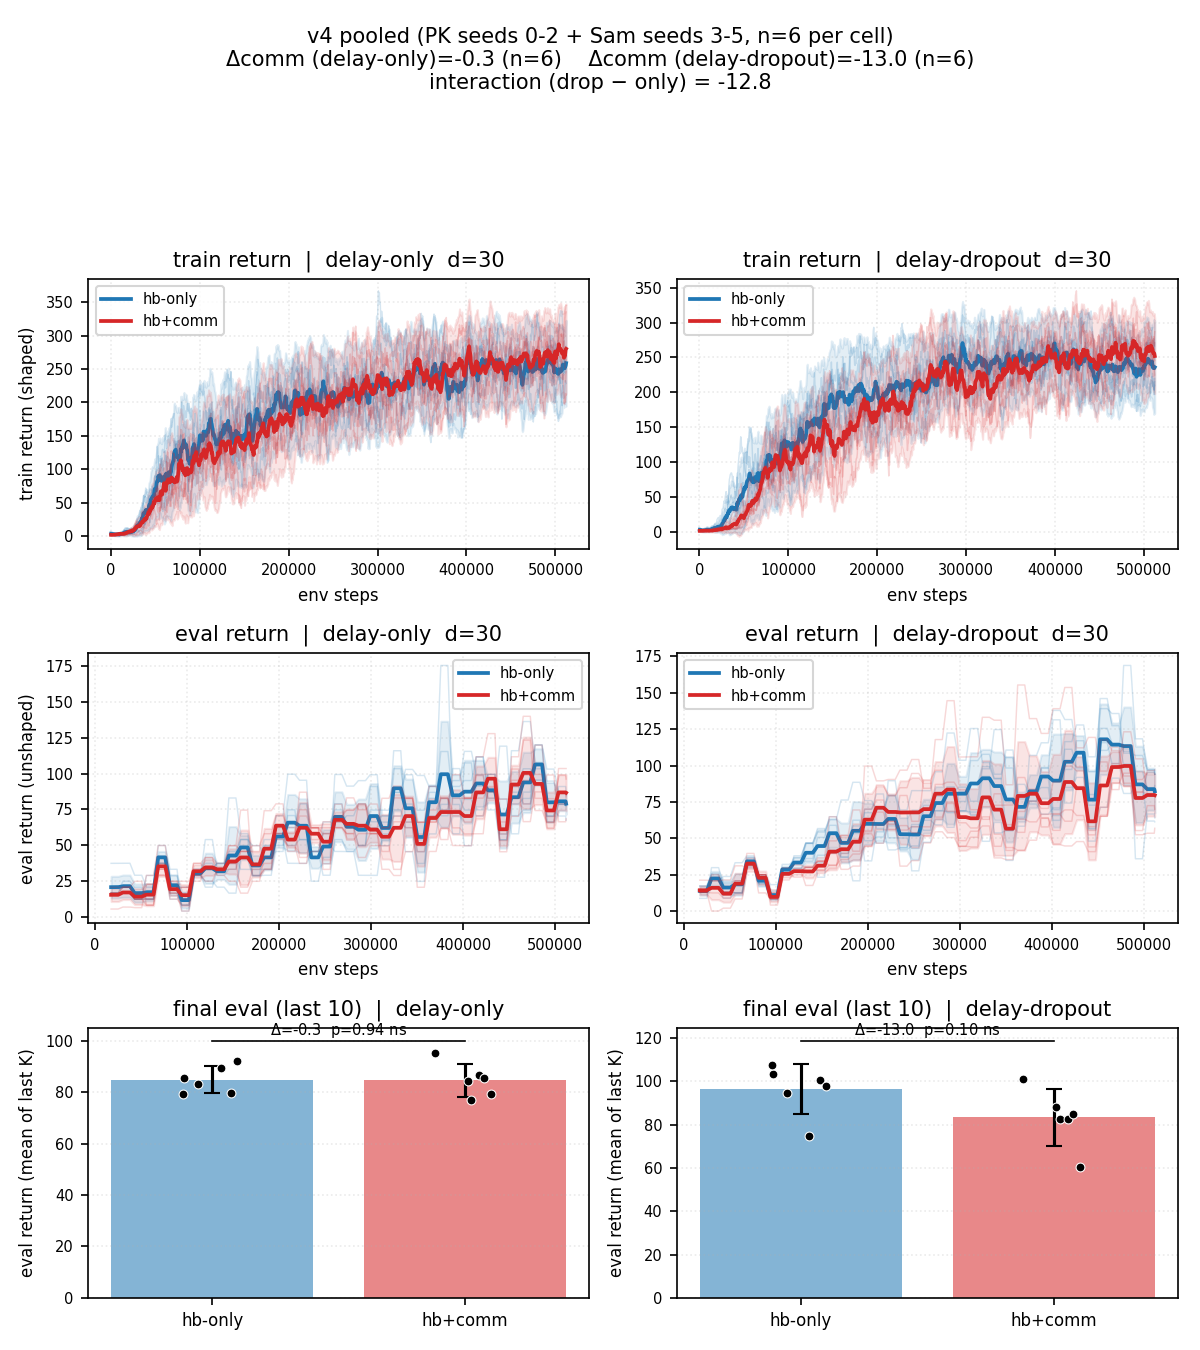 v4 pooled (PK seeds 0-2 + Sam seeds 3-5, n=6 per cell)
Δcomm (delay-only)=-0.3 (n=6)    Δcomm (delay-dropout)=-13.0 (n=6)
interaction (drop − only) = -12.8
train return | delay-only d=30
train return (shaped)
350
300
250
200
150
100
50
0
hb-only
hb+comm
0 100000 200000 300000 400000 500000
env steps
train return | delay-dropout d=30
350
300
250
200
150
100
50
0
hb-only
hb+comm
0 100000 200000 300000 400000 500000
env steps
eval return | delay-only d=30
eval return (unshaped)
175
150
125
100
75
50
25
0
hb-only
hb+comm
0 100000 200000 300000 400000 500000
env steps
eval return | delay-dropout d=30
175
150
125
100
75
50
25
0
hb-only
hb+comm
0 100000 200000 300000 400000 500000
env steps
final eval (last 10) | delay-only
eval return (mean of last K)
Δ=-0.3 p=0.94 ns
100
80
60
40
20
0
hb-only hb+comm
final eval (last 10) | delay-dropout
eval return (mean of last K)
Δ=-13.0 p=0.10 ns
120
100
80
60
40
20
0
hb-only hb+comm